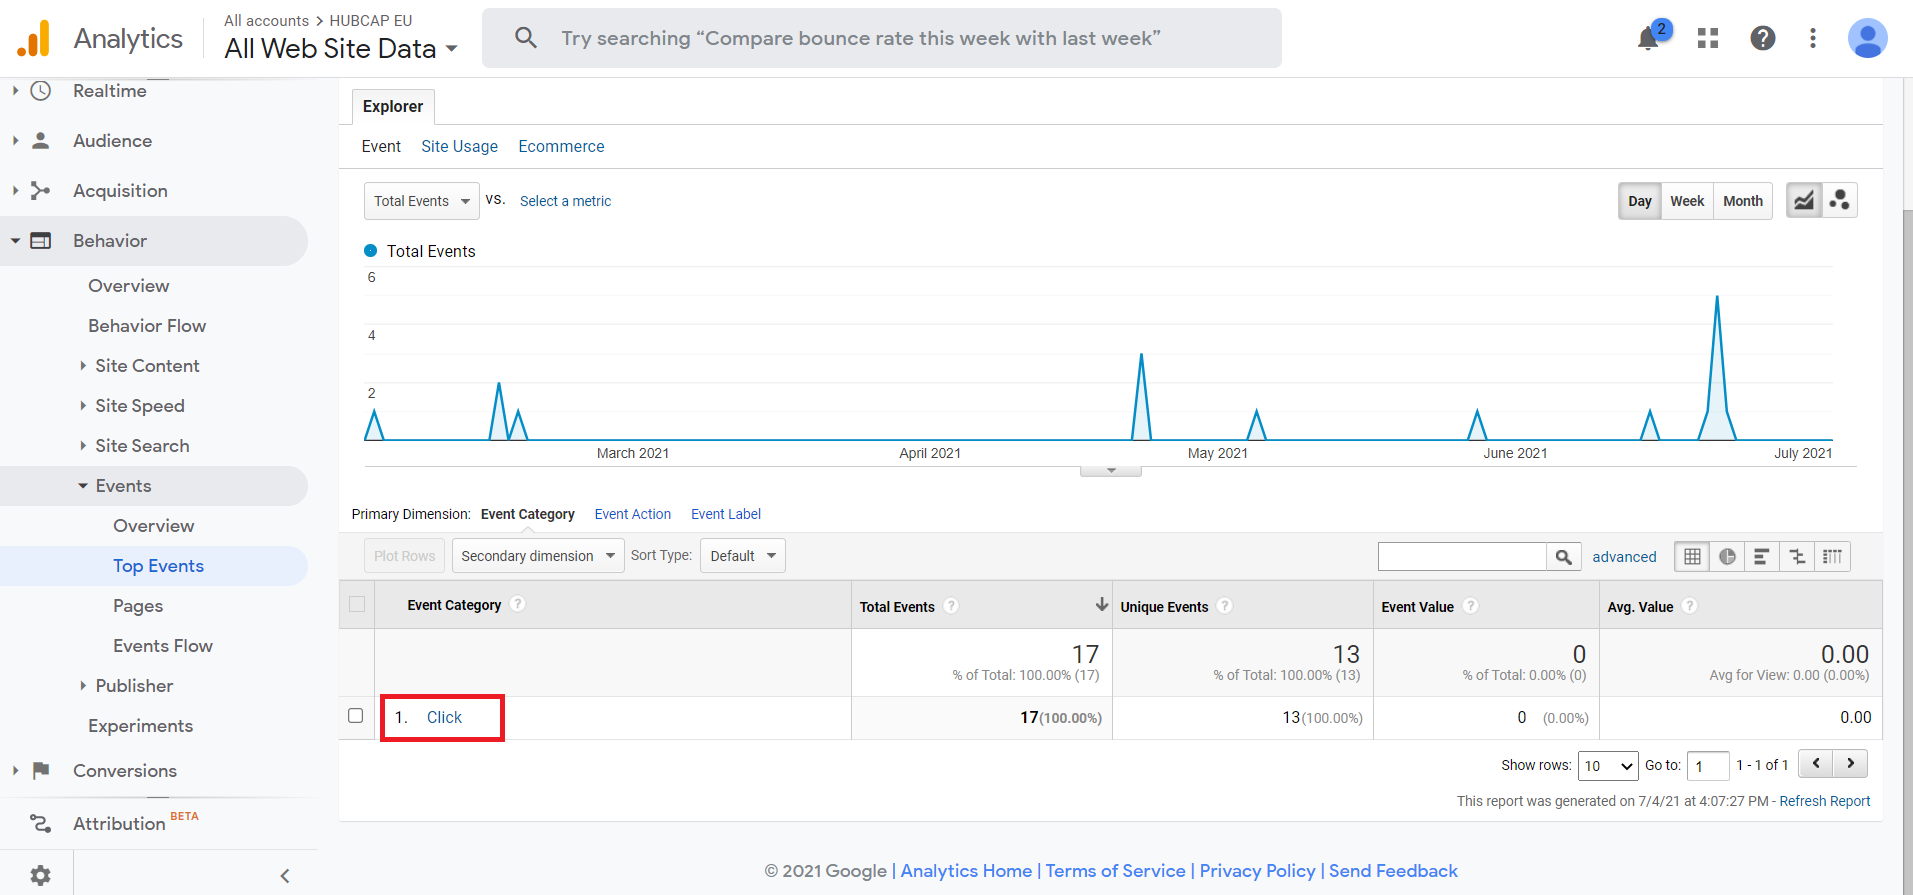 Analytics
All accounts > HUBCAP EU
All Web Site Data
Try searching “Compare bounce rate this week with last week”
2
Realtime
Audience
Acquisition
Behavior
Overview
Behavior Flow
Site Content
Site Speed
Site Search
Events
Overview
Top Events
Pages
Events Flow
Publisher
Experiments
Conversions
Attribution BETA
Explorer
Event Site Usage Ecommerce
Total Events vs. Select a metric
Day Week Month
Total Events
6
4
2
March 2021 April 2021 May 2021 June 2021 July 2021
Primary Dimension: Event Category Event Action Event Label
Plot Rows Secondary dimension Sort Type: Default advanced
Event Category ? Total Events ? Unique Events ? Event Value ? Avg. Value ?
17 13 0 0.00
% of Total: 100.00% (17) % of Total: 100.00% (13) % of Total: 0.00% (0) Avg for View: 0.00 (0.00%)
1. Click 17(100.00%) 13(100.00%) 0 (0.00%) 0.00
Show rows: 10 Go to: 1 1 - 1 of 1
This report was generated on 7/4/21 at 4:07:27 PM - Refresh Report
© 2021 Google | Analytics Home | Terms of Service | Privacy Policy | Send Feedback